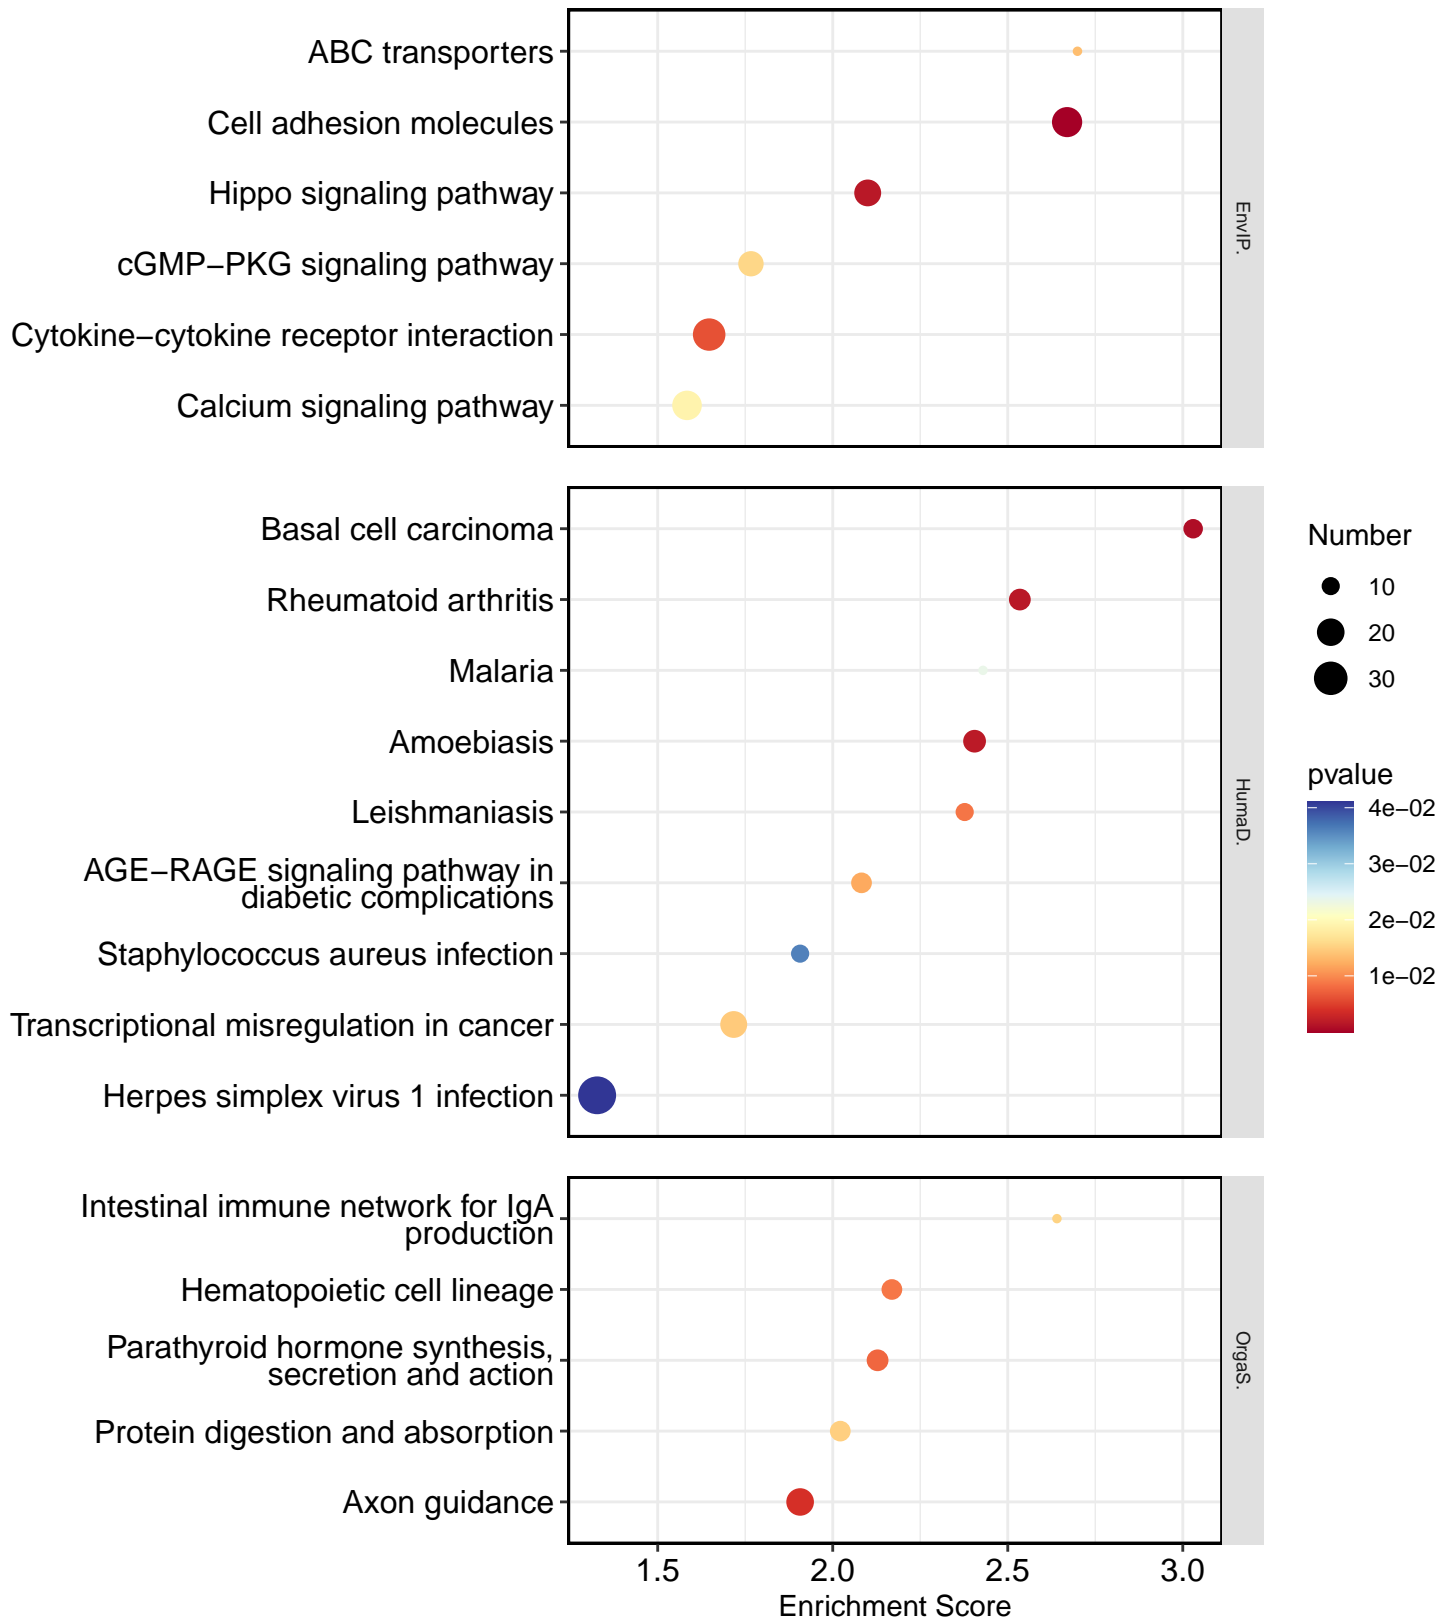 ABC transporters
Cell adhesion molecules
Hippo signaling pathway
cGMP−PKG signaling pathway
Cytokine−cytokine receptor interaction
Calcium signaling pathway
EnvIP.
Basal cell carcinoma
Rheumatoid arthritis
Malaria
Amoebiasis
Leishmaniasis
AGE−RAGE signaling pathway in
diabetic complications
Staphylococcus aureus infection
Transcriptional misregulation in cancer
Herpes simplex virus 1 infection
HumaD.
Intestinal immune network for IgA
production
Hematopoietic cell lineage
Parathyroid hormone synthesis,
secretion and action
Protein digestion and absorption
Axon guidance
OrgaS.
1.5
2.0
2.5
3.0
Enrichment Score
Number
10
20
30
pvalue
4e−02
3e−02
2e−02
1e−02